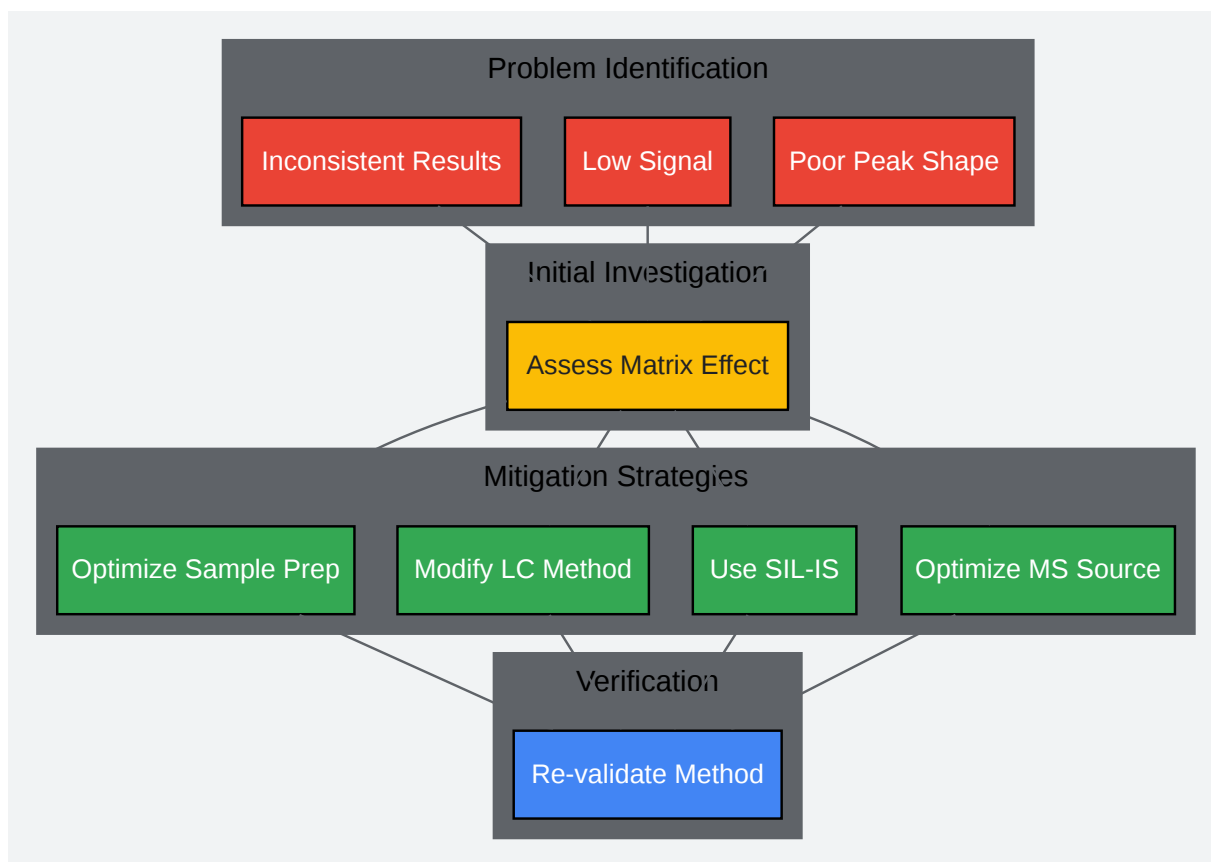 Problem Identification
Inconsistent Results
Low Signal
Poor Peak Shape
Initial Investigation
Assess Matrix Effect
Mitigation Strategies
Optimize Sample Prep
Modify LC Method
Use SIL-IS
Optimize MS Source
Verification
Re-validate Method